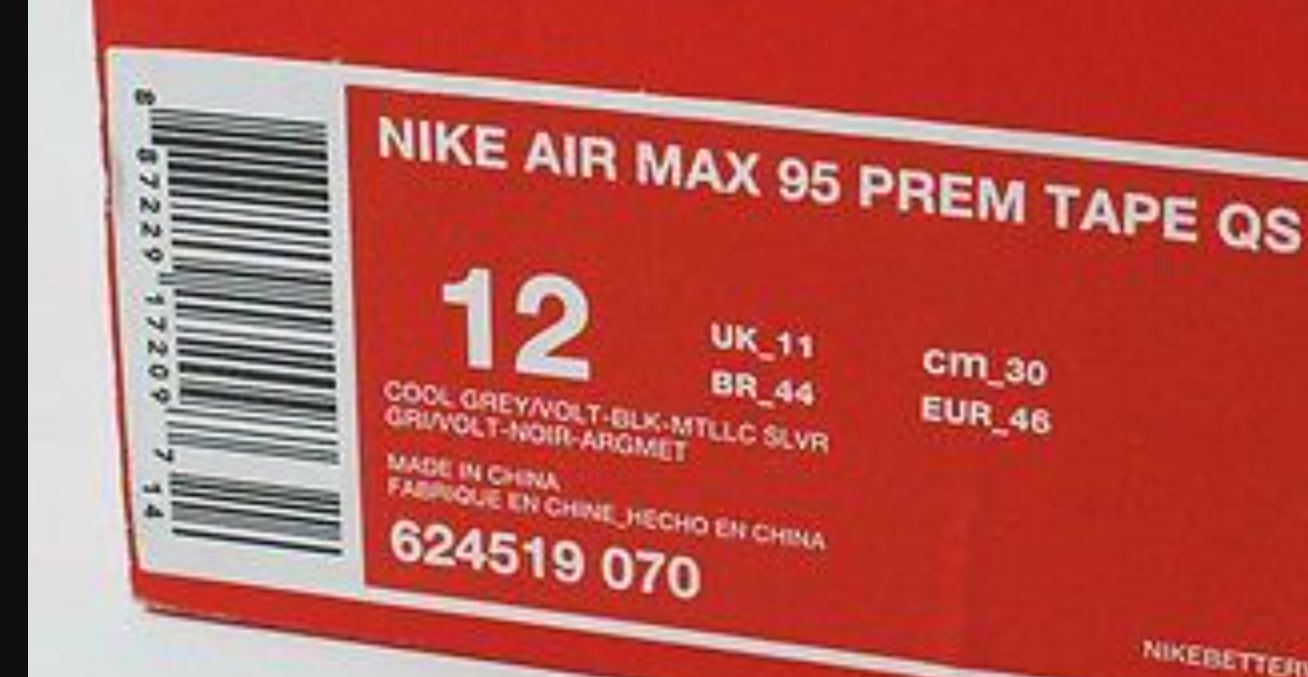 8 87229 17209 7 14
NIKE AIR MAX 95 PREM TAPE QS
12
UK_11
cm_30
BR_44
EUR_46
COOL GREY/VOLT-BLK-MTLLC SLVR
GRI/VOLT-NOIR-ARGMET
MADE IN CHINA
FABRIQUE EN CHINE_HECHO EN CHINA
624519 070